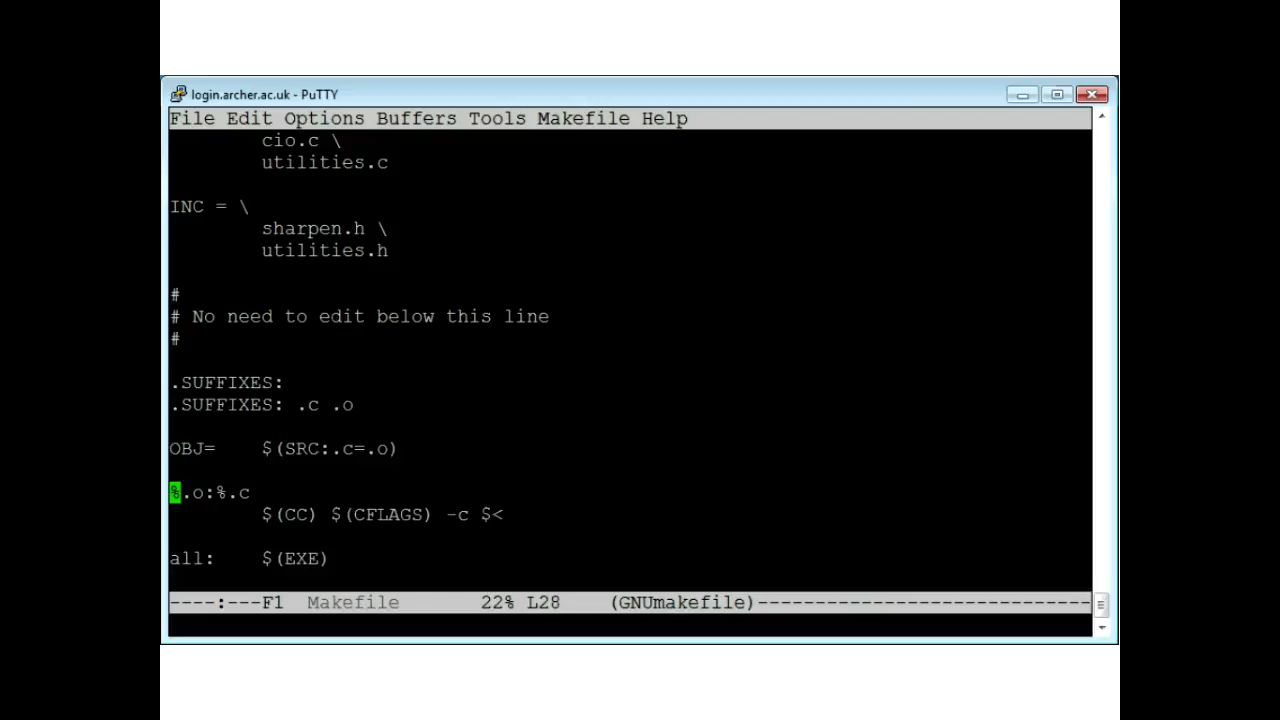 login.archer.ac.uk - PuTTY
File Edit Options Buffers Tools Makefile Help
cio.c \
utilities.c
INC = \
sharpen.h \
utilities.h
#
# No need to edit below this line
#
.SUFFIXES:
.SUFFIXES: .c .o
OBJ= $(SRC:.c=.o)
%.o:%.c
$(CC) $(CFLAGS) -c $<
all: $(EXE)
----:---F1 Makefile 22% L28 (GNUmakefile)-----------------------------